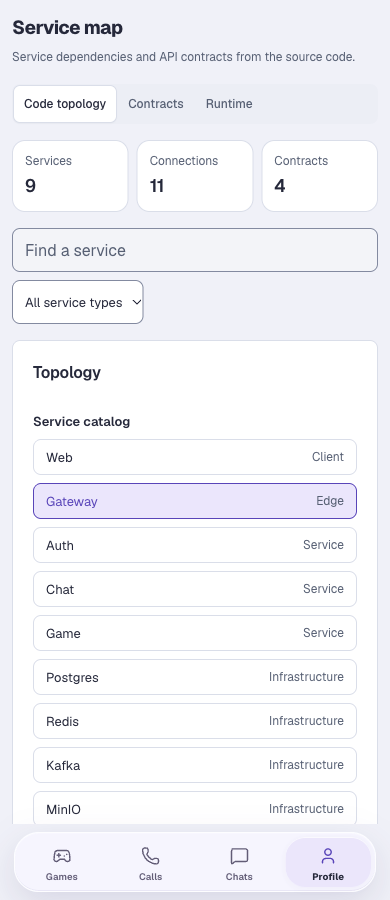 Service map
Service dependencies and API contracts from the source code.
Code topology Contracts Runtime
Services Connections Contracts
9 11 4
Find a service
All service types
Topology
Service catalog
Web Client
Gateway Edge
Auth Service
Chat Service
Game Service
Postgres Infrastructure
Redis Infrastructure
Kafka Infrastructure
MinIO Infrastructure
Games Calls Chats Profile